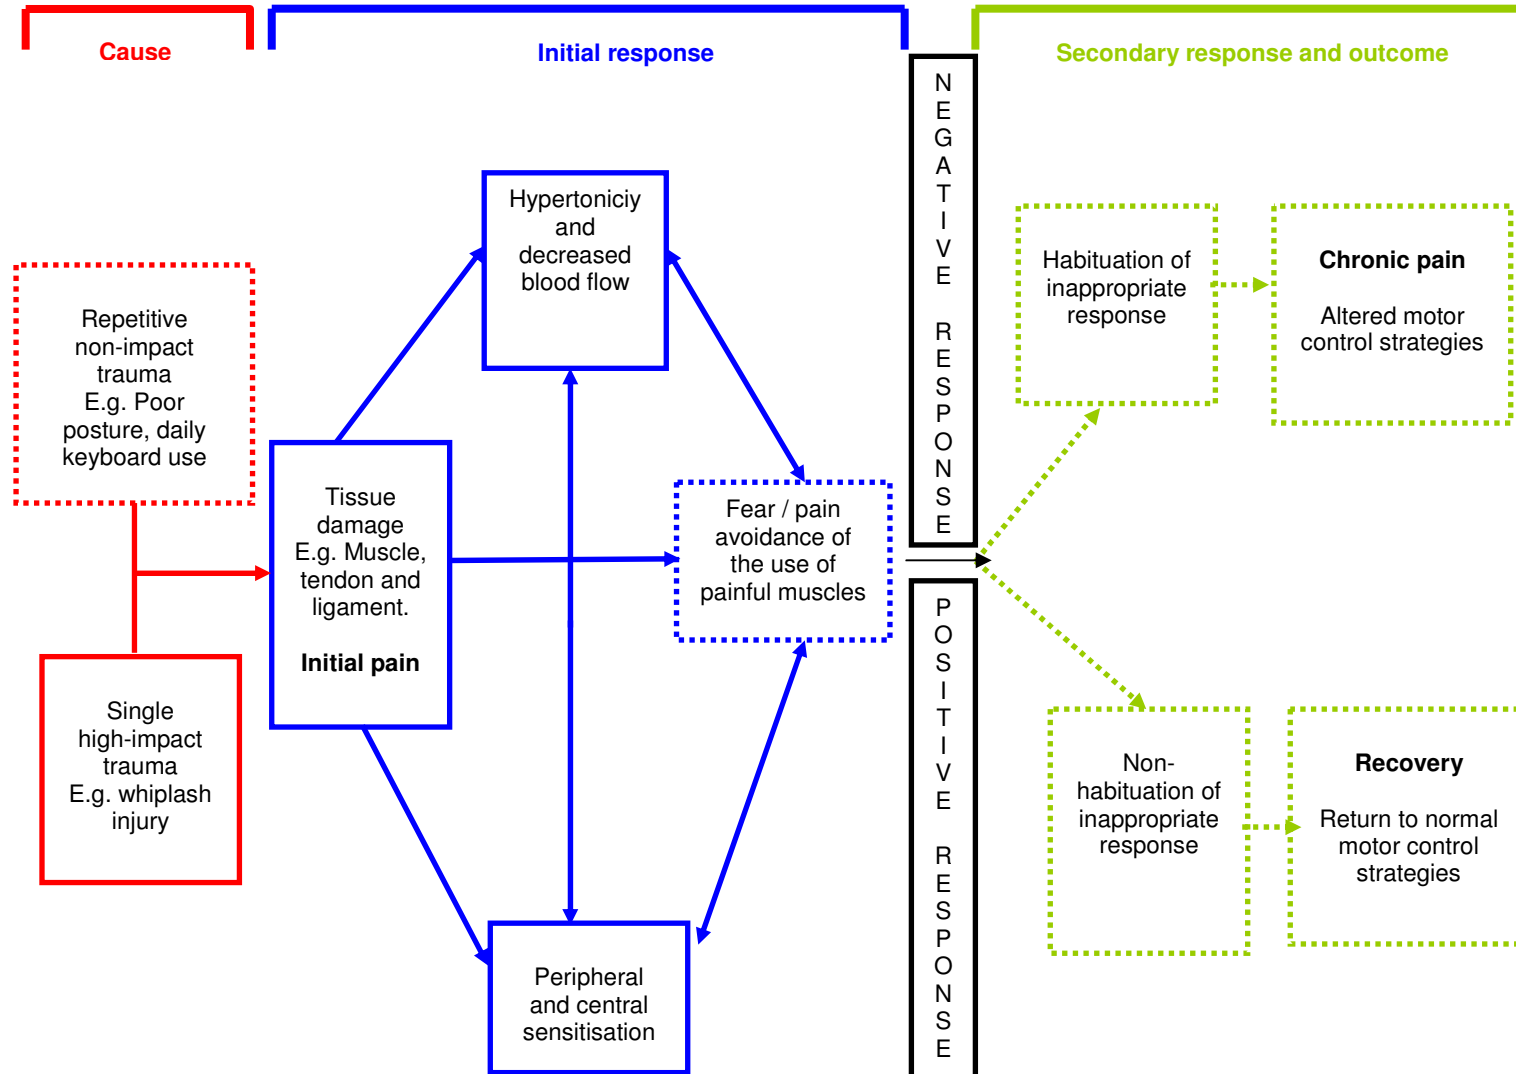 Cause
Initial response
Secondary response and outcome
Repetitive
non-impact
trauma
E.g. Poor
posture, daily
keyboard use
Single
high-impact
trauma
E.g. whiplash
injury
Tissue
damage
E.g. Muscle,
tendon and
ligament.
Initial pain
Hypertoniciy
and
decreased
blood flow
Fear / pain
avoidance of
the use of
painful muscles
Peripheral
and central
sensitisation
NEGATIVE RESPONSE
POSITIVE RESPONSE
Habituation of
inappropriate
response
Chronic pain
Altered motor
control strategies
Non-
habituation of
inappropriate
response
Recovery
Return to normal
motor control
strategies